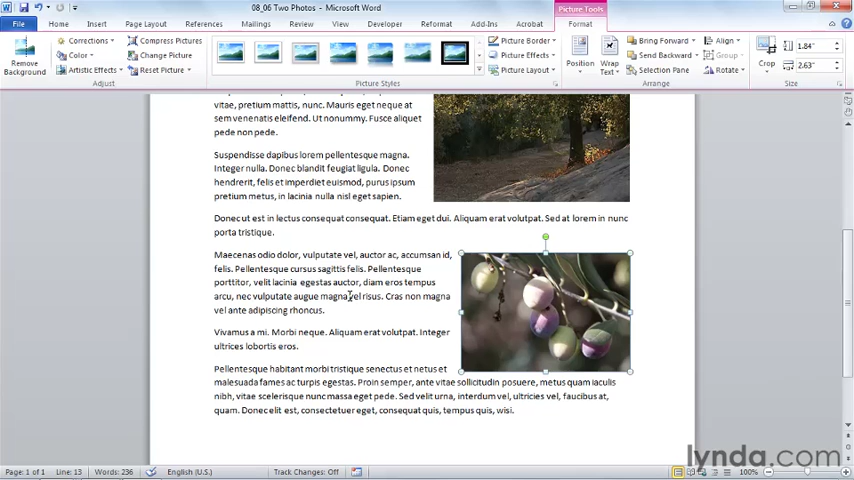 08_06 Two Photos - Microsoft Word
Picture Tools
File Home Insert Page Layout References Mailings Review View Developer Reformat Add-Ins Acrobat Format
Remove Background
Corrections
Color
Artistic Effects
Compress Pictures
Change Picture
Reset Picture
Adjust
Picture Styles
Picture Border
Picture Effects
Picture Layout
Position
Wrap Text
Bring Forward
Send Backward
Selection Pane
Align
Group
Rotate
Arrange
Crop
1.84"
2.63"
Size
vitae, pretium mattis, nunc. Mauris eget neque at
sem venenatis eleifend. Ut nonummy. Fusce aliquet
pede non pede.
Suspendisse dapibus lorem pellentesque magna.
Integer nulla. Donec blandit feugiat ligula. Donec
hendrerit, felis et imperdiet euismod, purus ipsum
pretium metus, in lacinia nulla nisl eget sapien.
Donec ut est in lectus consequat consequat. Etiam eget dui. Aliquam erat volutpat. Sed at lorem in nunc
porta tristique.
Maecenas odio dolor, vulputate vel, auctor ac, accumsan id,
felis. Pellentesque cursus sagittis felis. Pellentesque
porttitor, velit lacinia egestas auctor, diam eros tempus
arcu, nec vulputate augue magna vel risus. Cras non magna
vel ante adipiscing rhoncus.
Vivamus a mi. Morbi neque. Aliquam erat volutpat. Integer
ultrices lobortis eros.
Pellentesque habitant morbi tristique senectus et netus et
malesuada fames ac turpis egestas. Proin semper, ante vitae sollicitudin posuere, metus quam iaculis
nibh, vitae scelerisque nunc massa eget pede. Sed velit urna, interdum vel, ultricies vel, faucibus at,
quam. Donec elit est, consectetuer eget, consequat quis, tempus quis, wisi.
lynda.com
Page: 1 of 1 Line: 13 Words: 236 English (U.S.) Track Changes: Off 100%